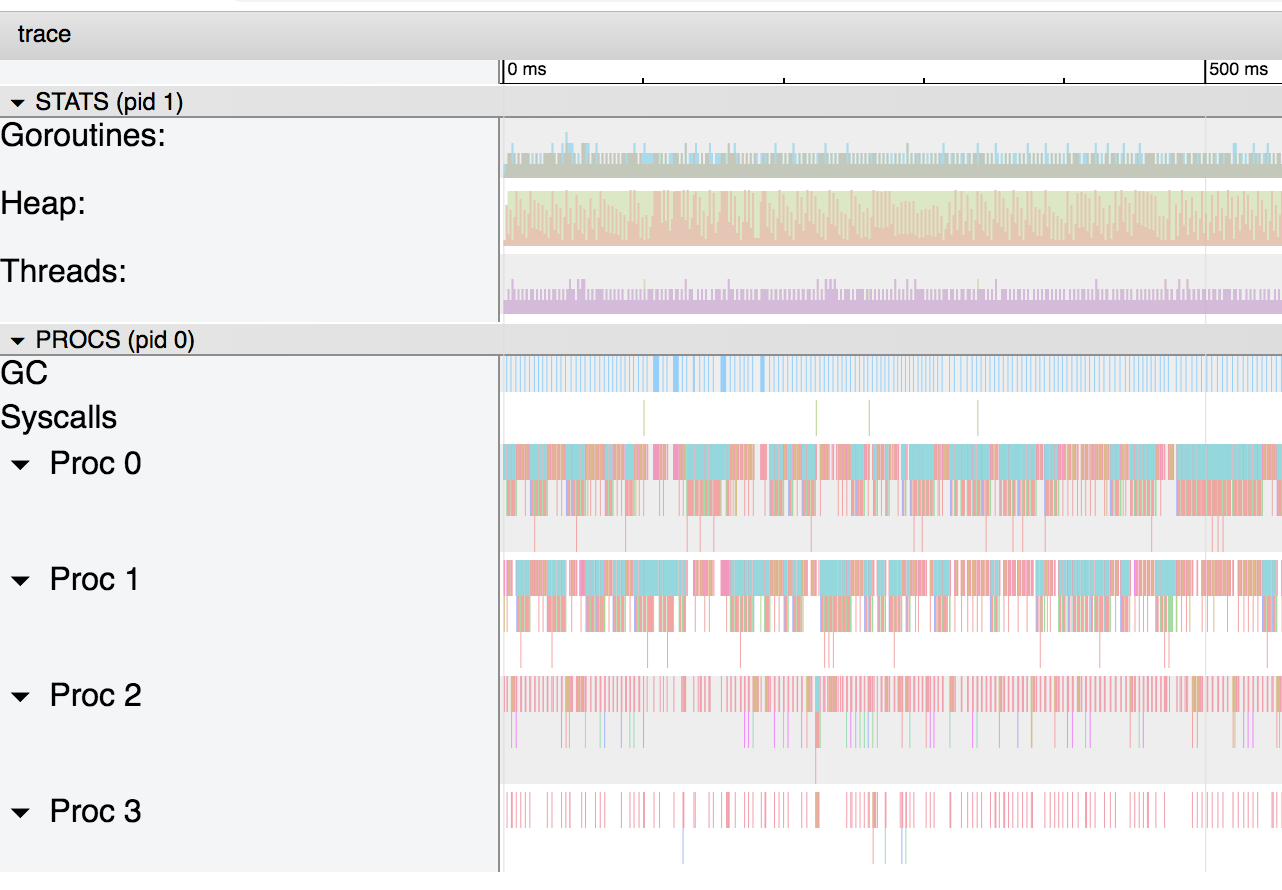 trace
0 ms
500 ms
STATS (pid 1)
Goroutines:
Heap:
Threads:
PROCS (pid 0)
GC
Syscalls
Proc 0
Proc 1
Proc 2
Proc 3